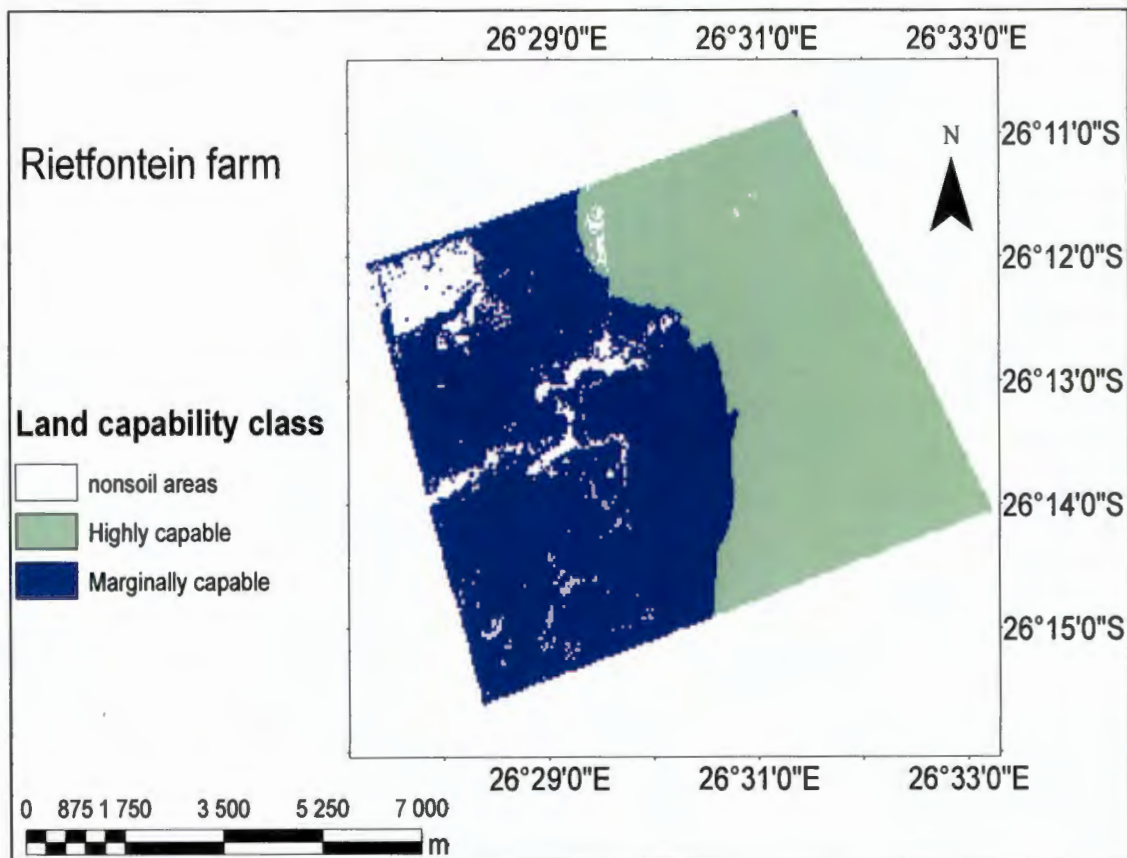 26°29'0"E 26°31'0"E 26°33'0"E
Rietfontein farm
N
26°11'0"S
26°12'0"S
26°13'0"S
26°14'0"S
26°15'0"S
Land capability class
nonsoil areas
Highly capable
Marginally capable
26°29'0"E 26°31'0"E 26°33'0"E
0 875 1 750 3 500 5 250 7 000
m